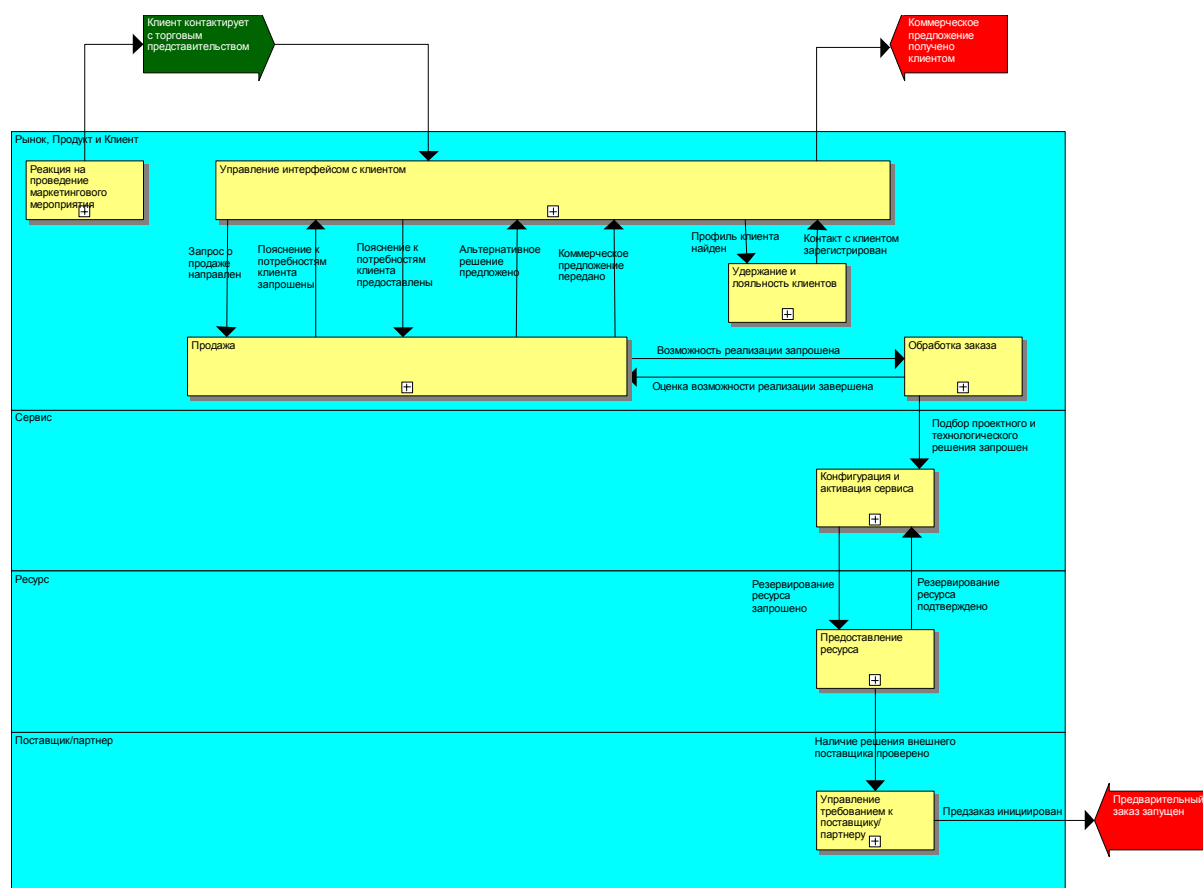 Клиент контактирует
с торговым
представительством
Коммерческое
предложение
получено
клиентом
Рынок, Продукт и Клиент
Реакция на
проведение
маркетингового
мероприятия
Управление интерфейсом с клиентом
Запрос о
продаже
направлен
Пояснение к
потребностям
клиента
запрошены
Пояснение к
потребностям
клиента
предоставлены
Альтернативное
решение
предложено
Коммерческое
предложение
передано
Профиль клиента
найден
Контакт с клиентом
зарегистрирован
Удержание и
лояльность клиентов
Продажа
Возможность реализации запрошена
Оценка возможности реализации завершена
Обработка заказа
Сервис
Подбор проектного и
технологического
решения запрошен
Конфигурация и
активация сервиса
Ресурс
Резервирование
ресурса
запрошено
Резервирование
ресурса
подтверждено
Предоставление
ресурса
Поставщик/партнер
Наличие решения внешнего
поставщика проверено
Управление
требованием к
поставщику/
партнеру
Предзаказ инициирован
Предварительный
заказ запущен